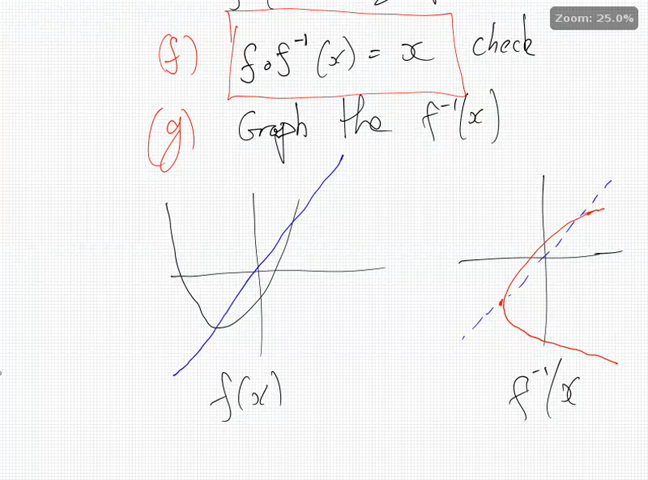 Zoom: 25.0%
(f) f∘f⁻¹(x) = x check
(g) Graph the f⁻¹(x)
f(x)
f⁻¹/x